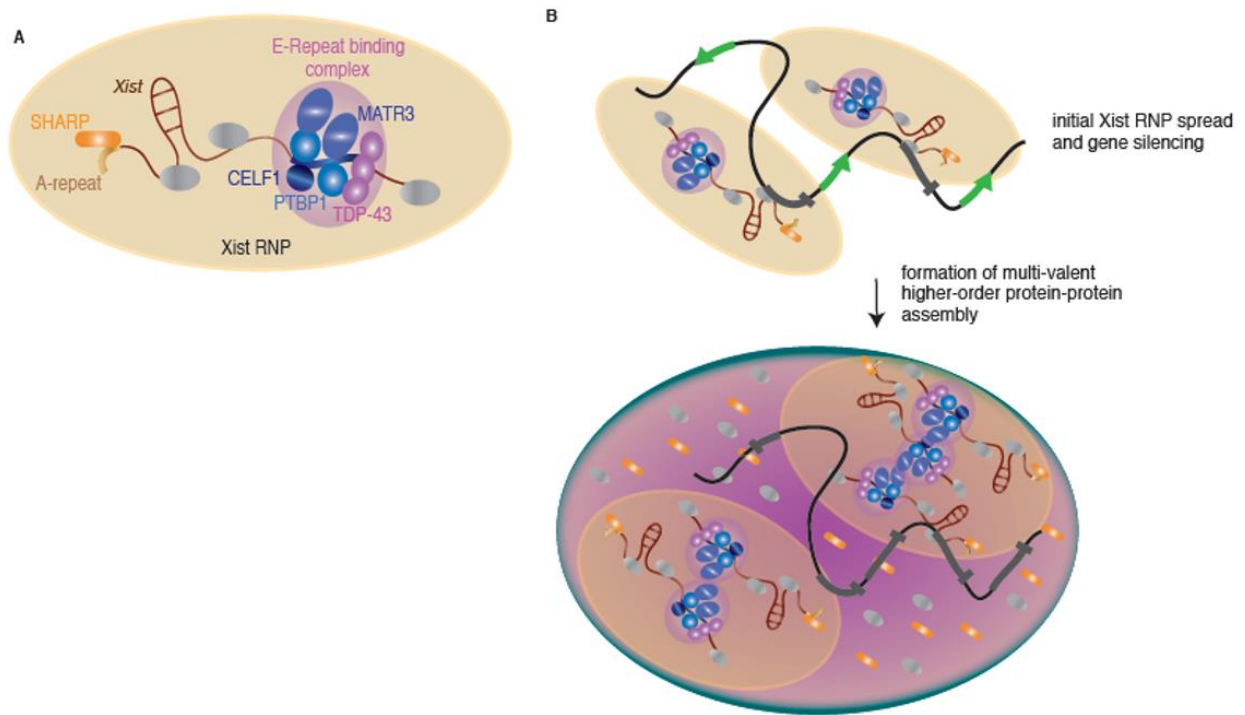 A
E-Repeat binding
complex
Xist
MATR3
SHARP
CELF1
A-repeat
PTBP1
TDP-43
Xist RNP
B
initial Xist RNP spread
and gene silencing
formation of multi-valent
higher-order protein-protein
assembly